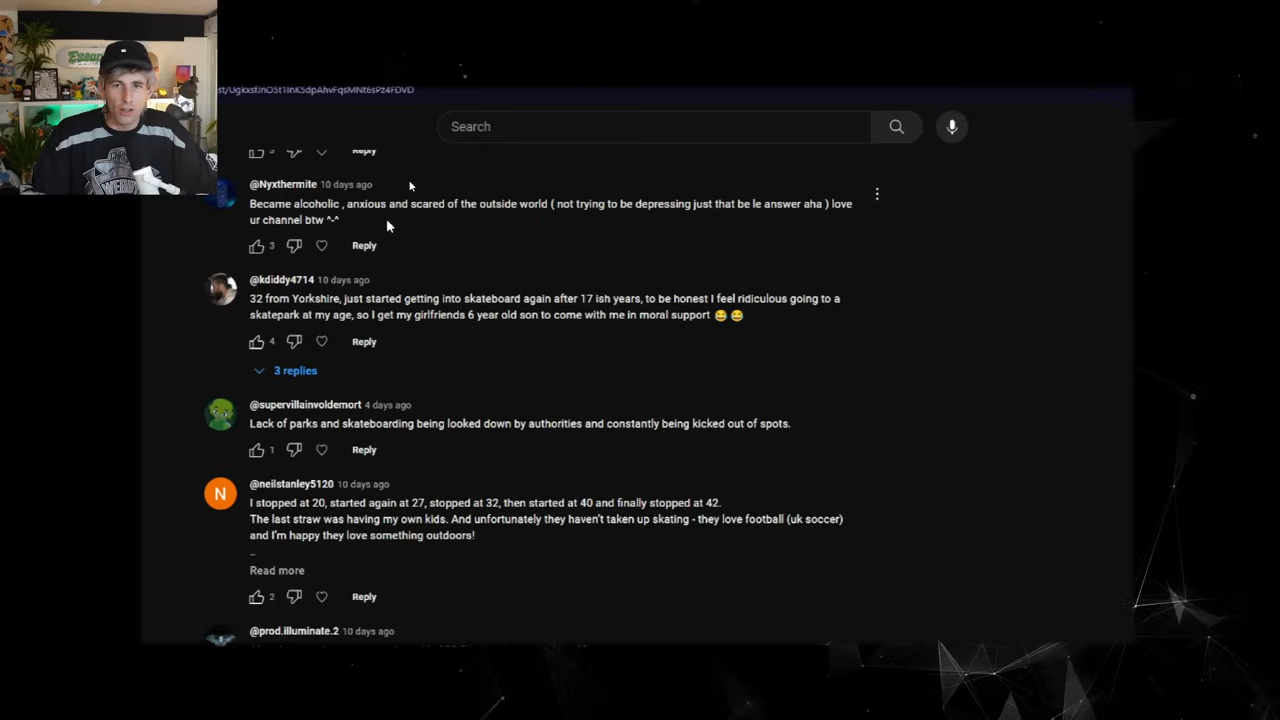 Search
3
Reply
@Nyxthermite 10 days ago
Became alcoholic , anxious and scared of the outside world ( not trying to be depressing just that be le answer aha ) love
ur channel btw ^-^
3 Reply
@kdiddy4714 10 days ago
32 from Yorkshire, just started getting into skateboard again after 17 ish years, to be honest I feel ridiculous going to a
skatepark at my age, so I get my girlfriends 6 year old son to come with me in moral support 😂 😂
4 Reply
3 replies
@supervillainvoldemort 4 days ago
Lack of parks and skateboarding being looked down by authorities and constantly being kicked out of spots.
1 Reply
N
@neilstanley5120 10 days ago
I stopped at 20, started again at 27, stopped at 32, then started at 40 and finally stopped at 42.
The last straw was having my own kids. And unfortunately they haven't taken up skating - they love football (uk soccer)
and I'm happy they love something outdoors!
_
Read more
2 Reply
@prod.illuminate.2 10 days ago